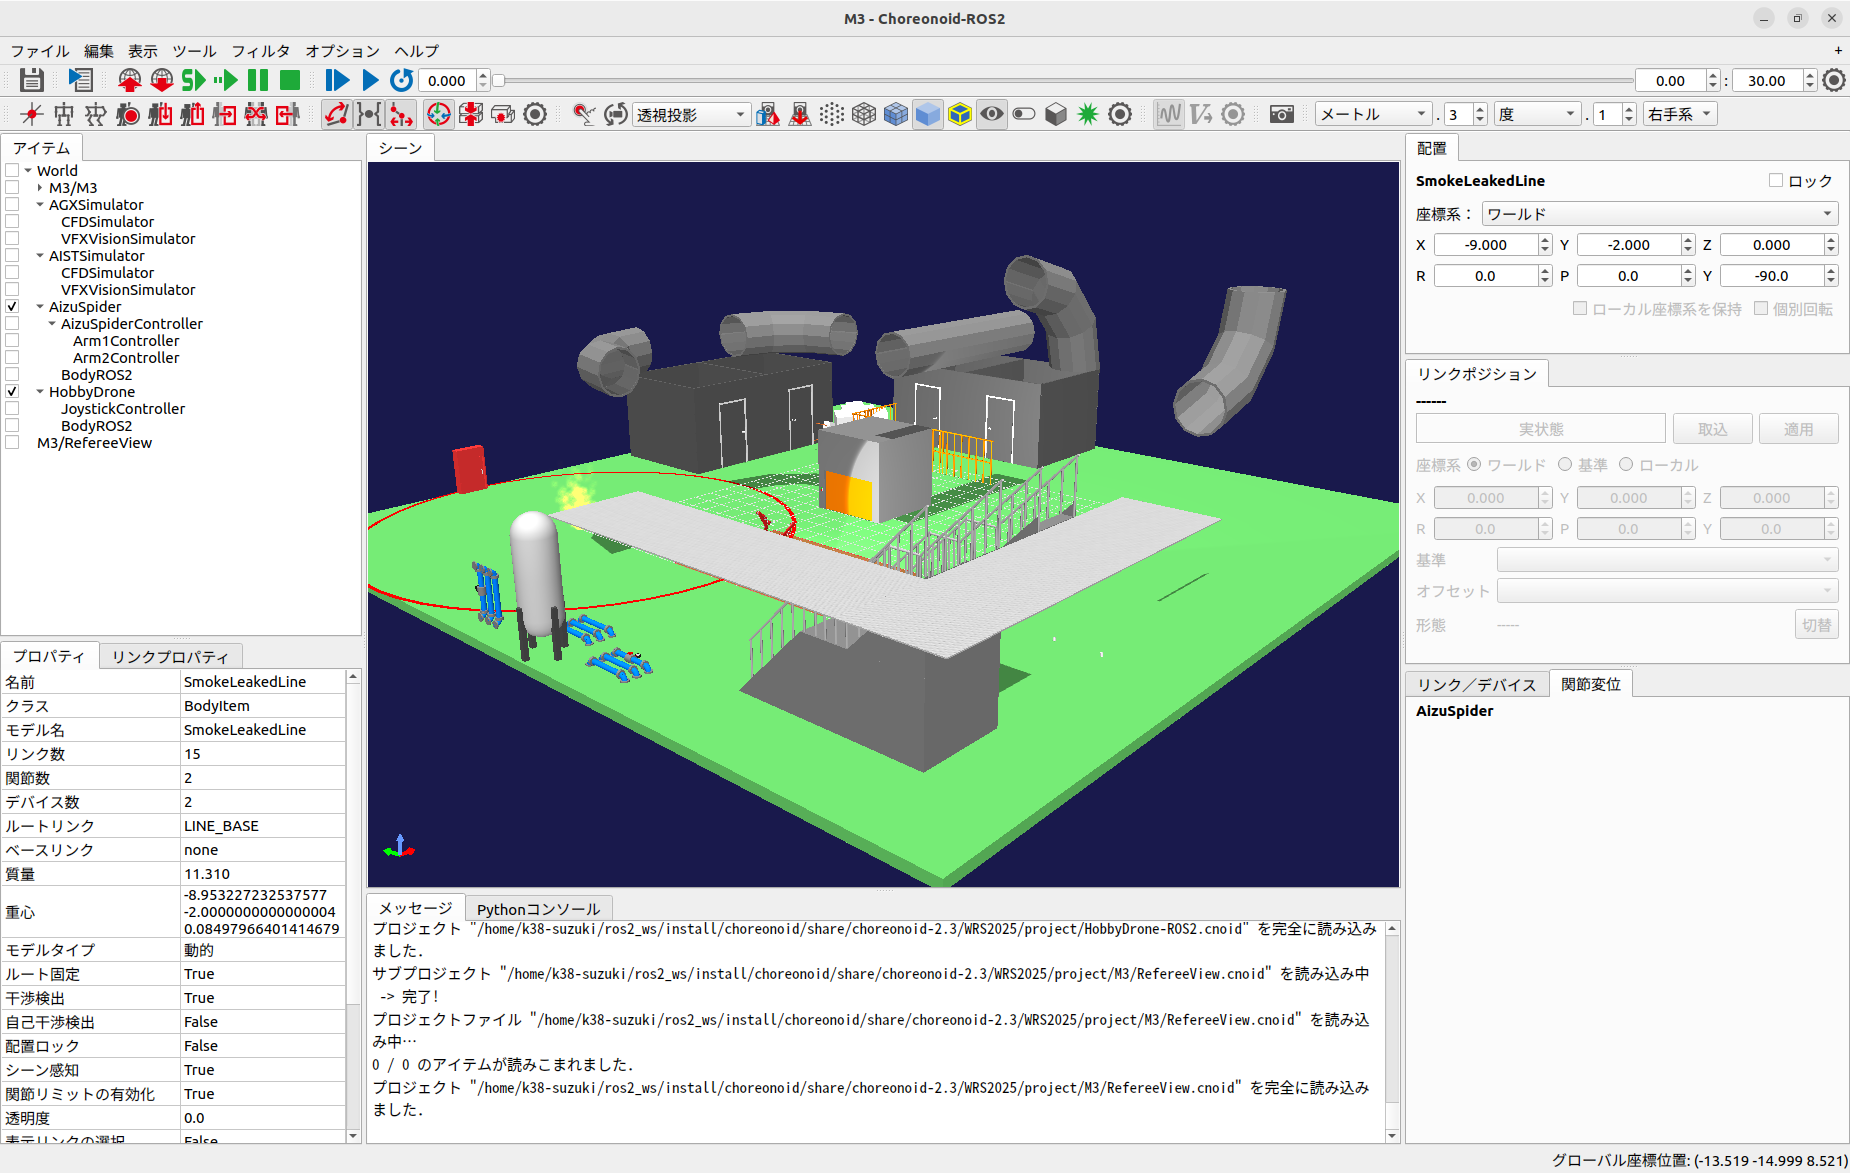 M3 - Choreonoid-ROS2
ファイル 編集 表示 ツール フィルタ オプション ヘルプ +
0.000 0.00 : 30.00
透視投影 メートル . 3 度 . 1 右手系
アイテム
World
M3/M3
AGXSimulator
CFDSimulator
VFXVisionSimulator
AISTSimulator
CFDSimulator
VFXVisionSimulator
AizuSpider
AizuSpiderController
Arm1Controller
Arm2Controller
BodyROS2
HobbyDrone
JoystickController
BodyROS2
M3/RefereeView
プロパティ リンクプロパティ
名前 SmokeLeakedLine
クラス BodyItem
モデル名 SmokeLeakedLine
リンク数 15
関節数 2
デバイス数 2
ルートリンク LINE_BASE
ベースリンク none
質量 11.310
重心 -8.9532272325​37577
-2.0000000000000004
0.08497966401414679
モデルタイプ 動的
ルート固定 True
干渉検出 True
自己干渉検出 False
配置ロック False
シーン感知 True
関節リミットの有効化 True
透明度 0.0
表示リンクの選択 False
シーン
メッセージ Pythonコンソール
プロジェクト "/home/k38-suzuki/ros2_ws/install/choreonoid/share/choreonoid-2.3/WRS2025/project/HobbyDrone-ROS2.cnoid" を完全に読み込み
ました.
サブプロジェクト "/home/k38-suzuki/ros2_ws/install/choreonoid/share/choreonoid-2.3/WRS2025/project/M3/RefereeView.cnoid" を読み込み中
-> 完了!
プロジェクトファイル "/home/k38-suzuki/ros2_ws/install/choreonoid/share/choreonoid-2.3/WRS2025/project/M3/RefereeView.cnoid" を読み込
み中…
0 / 0 のアイテムが読みこまれました.
プロジェクト "/home/k38-suzuki/ros2_ws/install/choreonoid/share/choreonoid-2.3/WRS2025/project/M3/RefereeView.cnoid" を完全に読み込み
ました.
配置
SmokeLeakedLine ロック
座標系： ワールド
X -9.000 Y -2.000 Z 0.000
R 0.0 P 0.0 Y -90.0
ローカル座標系を保持 個別回転
リンクポジション
------
実状態 取込 適用
座標系 ワールド 基準 ローカル
X 0.000 Y 0.000 Z 0.000
R 0.0 P 0.0 Y 0.0
基準
オフセット
形態 ----- 切替
リンク／デバイス 関節変位
AizuSpider
グローバル座標位置: (-13.519 -14.999 8.521)